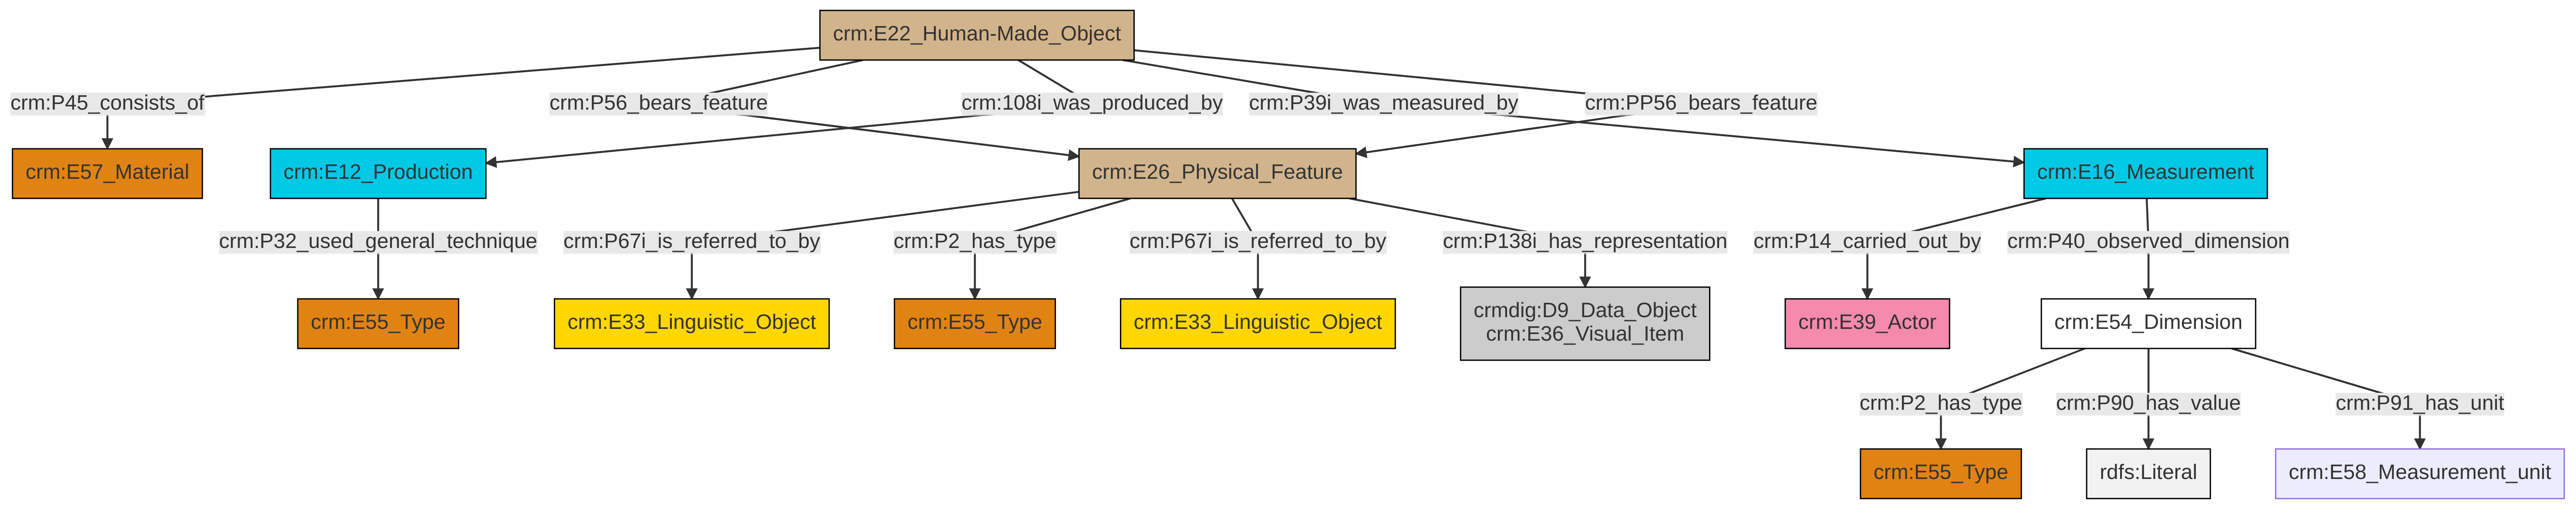 crm:E22_Human-Made_Object
crm:P45_consists_of
crm:P56_bears_feature
crm:108i_was_produced_by
crm:P39i_was_measured_by
crm:PP56_bears_feature
crm:E57_Material
crm:E12_Production
crm:E26_Physical_Feature
crm:E16_Measurement
crm:P32_used_general_technique
crm:P67i_is_referred_to_by
crm:P2_has_type
crm:P67i_is_referred_to_by
crm:P138i_has_representation
crm:P14_carried_out_by
crm:P40_observed_dimension
crm:E55_Type
crm:E33_Linguistic_Object
crm:E55_Type
crm:E33_Linguistic_Object
crmdig:D9_Data_Object
crm:E36_Visual_Item
crm:E39_Actor
crm:E54_Dimension
crm:P2_has_type
crm:P90_has_value
crm:P91_has_unit
crm:E55_Type
rdfs:Literal
crm:E58_Measurement_unit